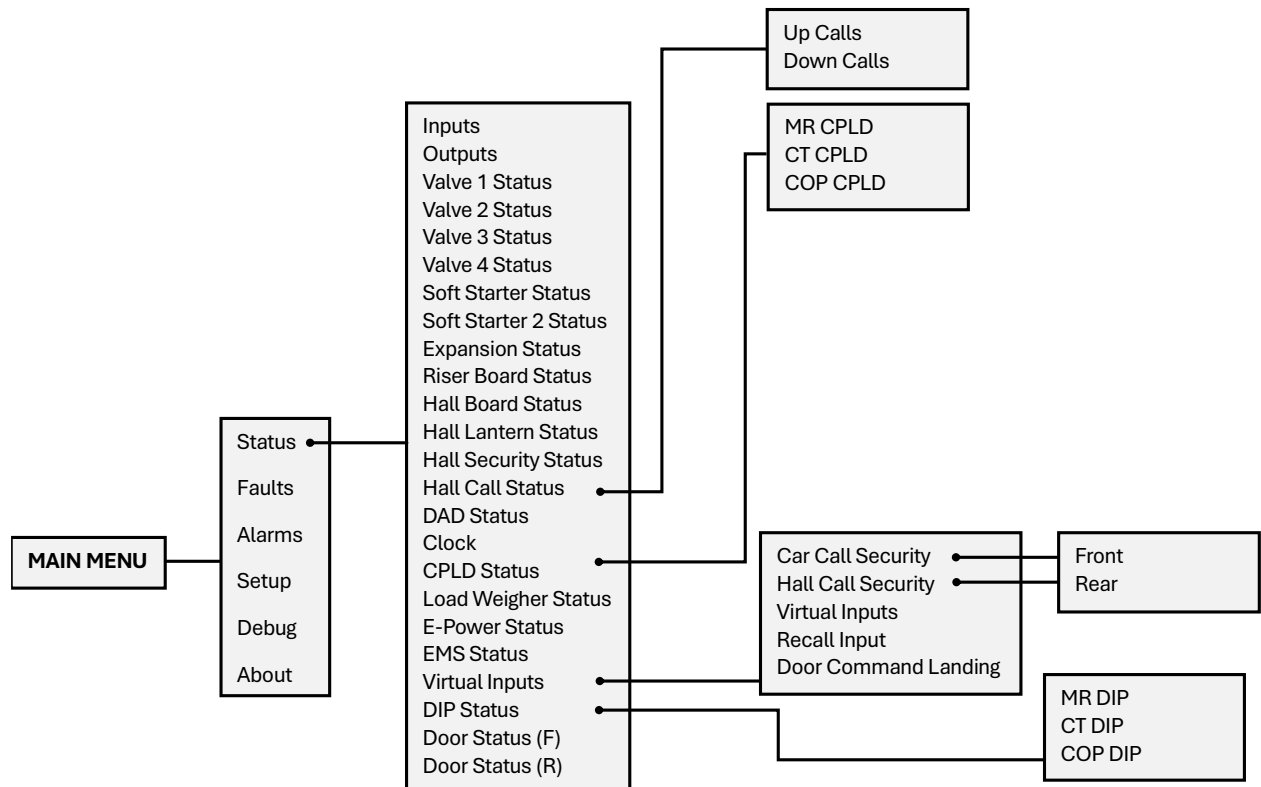 MAIN MENU
Status
Faults
Alarms
Setup
Debug
About
Inputs
Outputs
Valve 1 Status
Valve 2 Status
Valve 3 Status
Valve 4 Status
Soft Starter Status
Soft Starter 2 Status
Expansion Status
Riser Board Status
Hall Board Status
Hall Lantern Status
Hall Security Status
Hall Call Status
DAD Status
Clock
CPLD Status
Load Weigher Status
E-Power Status
EMS Status
Virtual Inputs
DIP Status
Door Status (F)
Door Status (R)
Up Calls
Down Calls
MR CPLD
CT CPLD
COP CPLD
Car Call Security
Hall Call Security
Virtual Inputs
Recall Input
Door Command Landing
Front
Rear
MR DIP
CT DIP
COP DIP